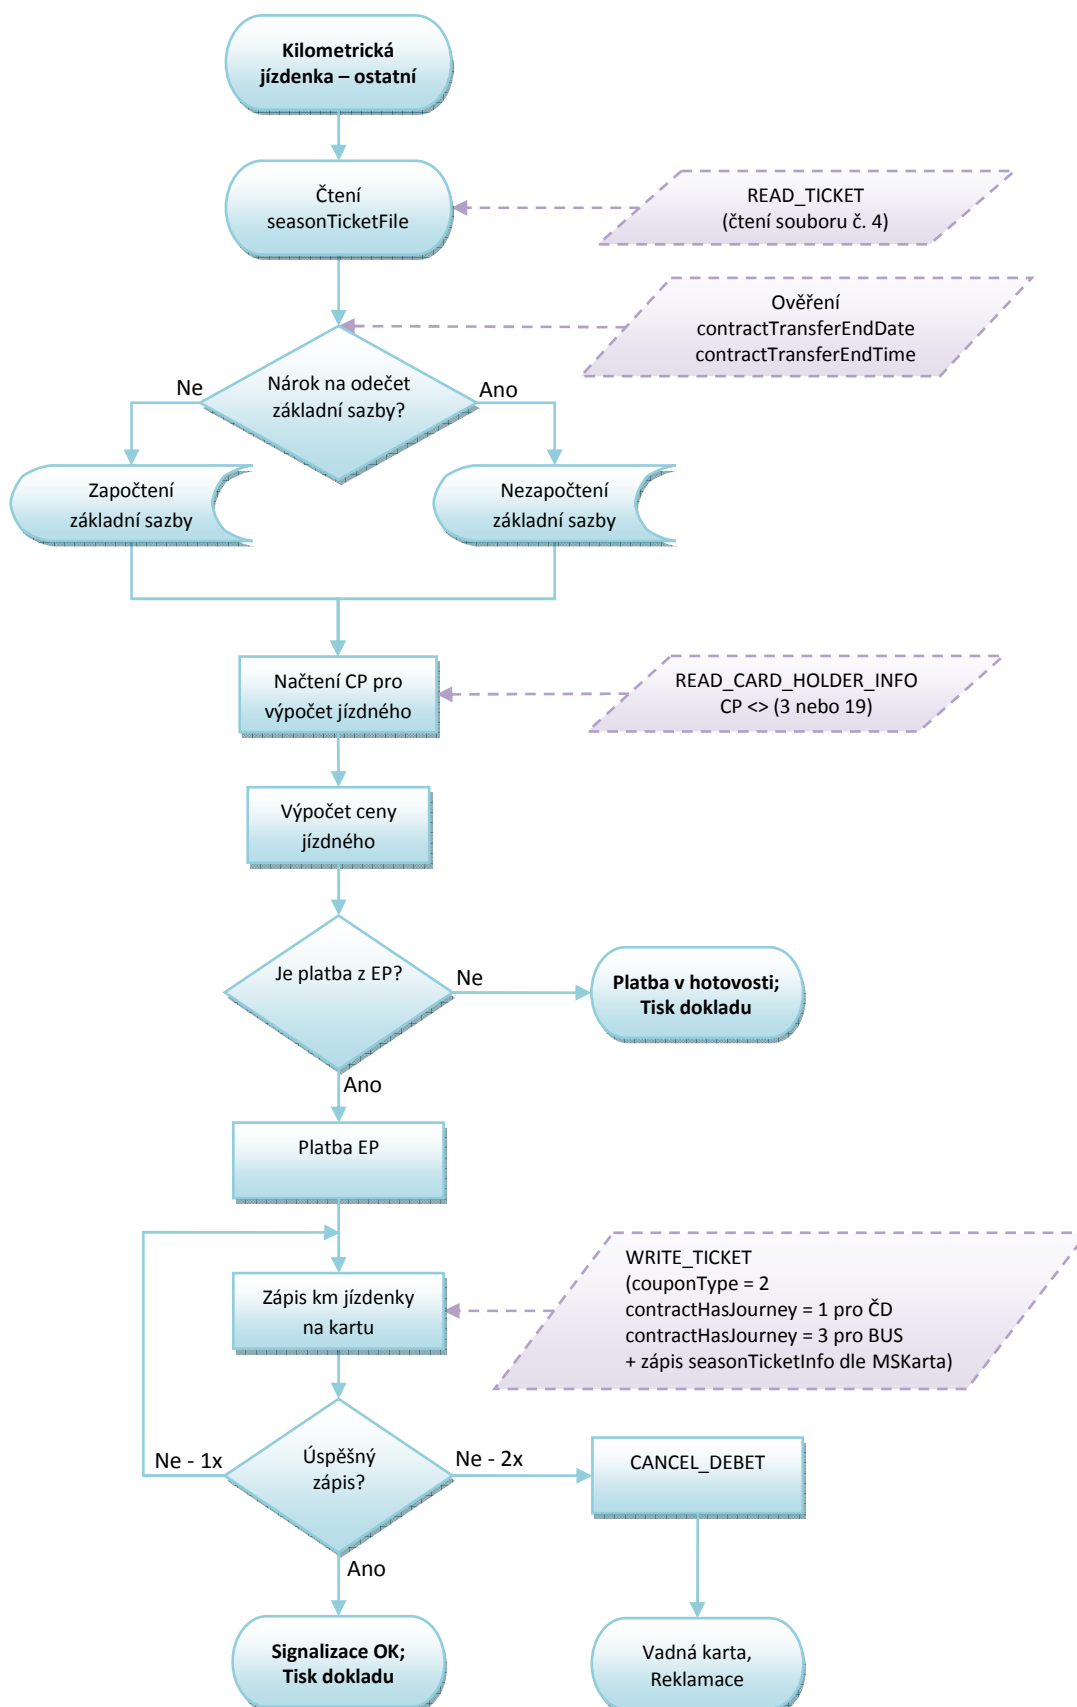 Kilometrická
jízdenka – ostatní
Čtení
seasonTicketFile
READ_TICKET
(čtení souboru č. 4)
Ověření
contractTransferEndDate
contractTransferEndTime
Ne
Nárok na odečet
základní sazby?
Ano
Započtení
základní sazby
Nezapočtení
základní sazby
Načtení CP pro
výpočet jízdného
READ_CARD_HOLDER_INFO
CP <> (3 nebo 19)
Výpočet ceny
jízdného
Je platba z EP?
Ne
Platba v hotovosti;
Tisk dokladu
Ano
Platba EP
WRITE_TICKET
(couponType = 2
contractHasJourney = 1 pro ČD
contractHasJourney = 3 pro BUS
+ zápis seasonTicketInfo dle MSKarta)
Zápis km jízdenky
na kartu
Ne - 1x
Úspěšný
zápis?
Ne - 2x
CANCEL_DEBET
Ano
Signalizace OK;
Tisk dokladu
Vadná karta,
Reklamace